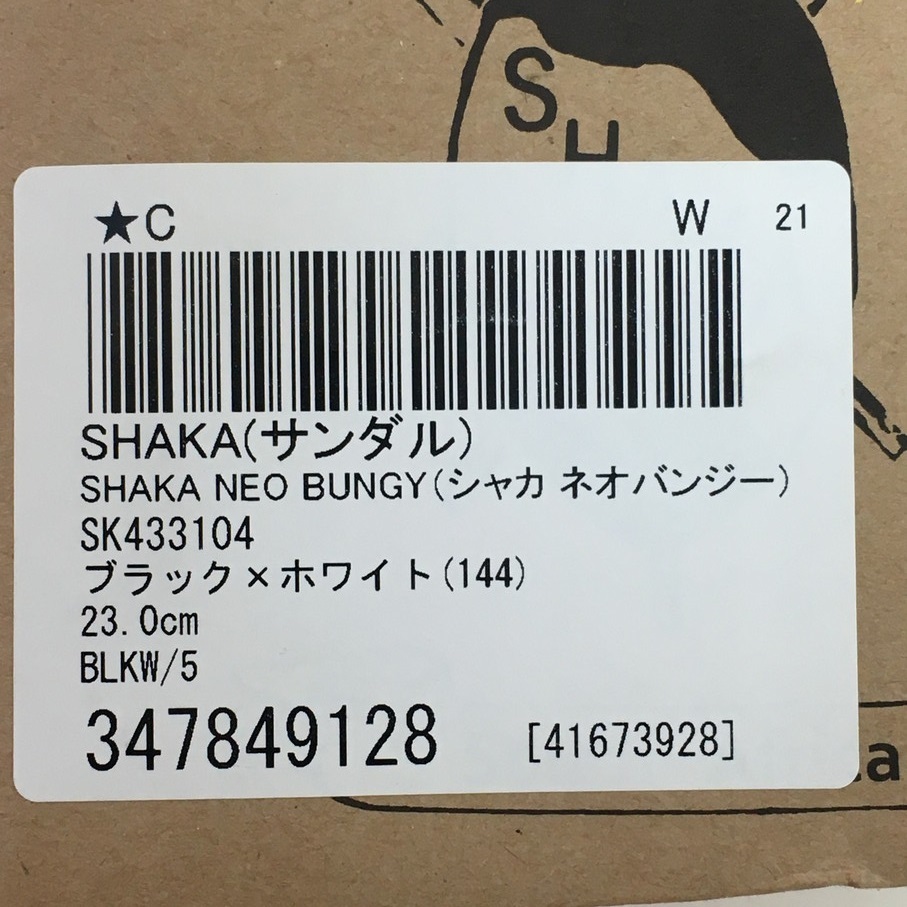 S
H
★C W 21
SHAKA(サンダル)
SHAKA NEO BUNGY(シャカ ネオバンジー)
SK433104
ブラック×ホワイト(144)
23.0cm
BLKW/5
347849128 [41673928]